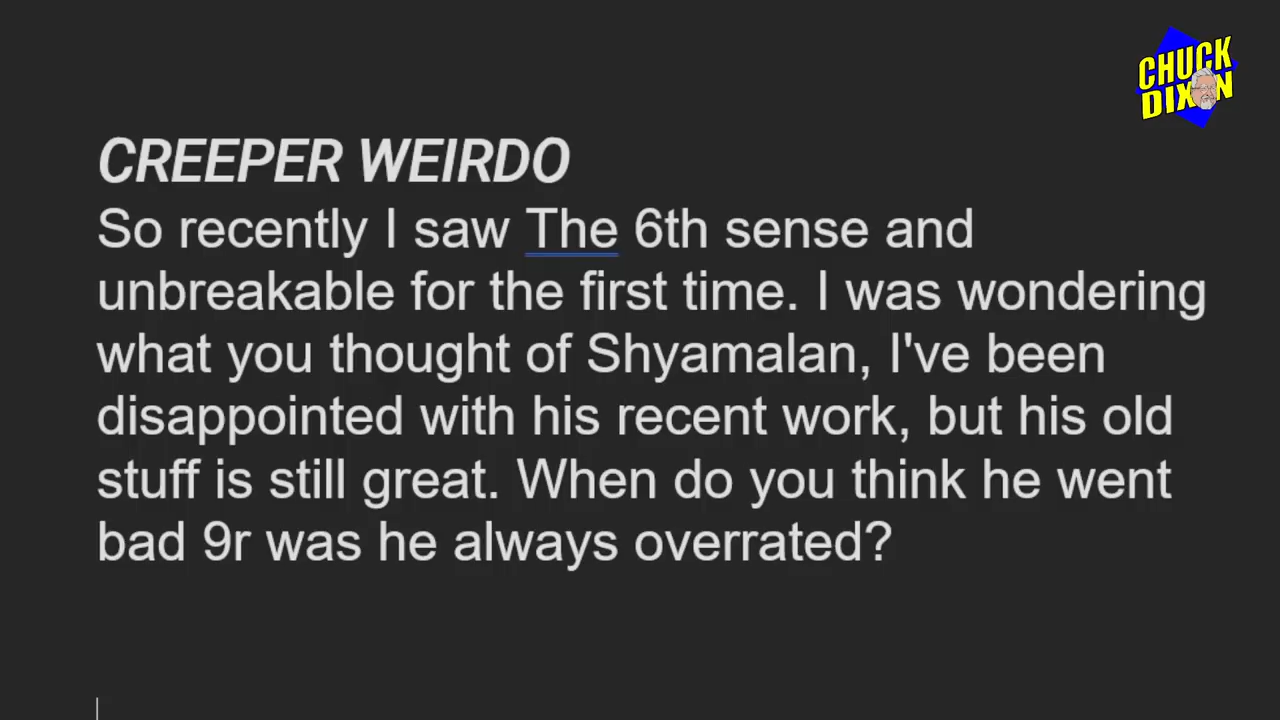 CHUCK
DIXON
CREEPER WEIRDO
So recently I saw The 6th sense and
unbreakable for the first time. I was wondering
what you thought of Shyamalan, I've been
disappointed with his recent work, but his old
stuff is still great. When do you think he went
bad 9r was he always overrated?